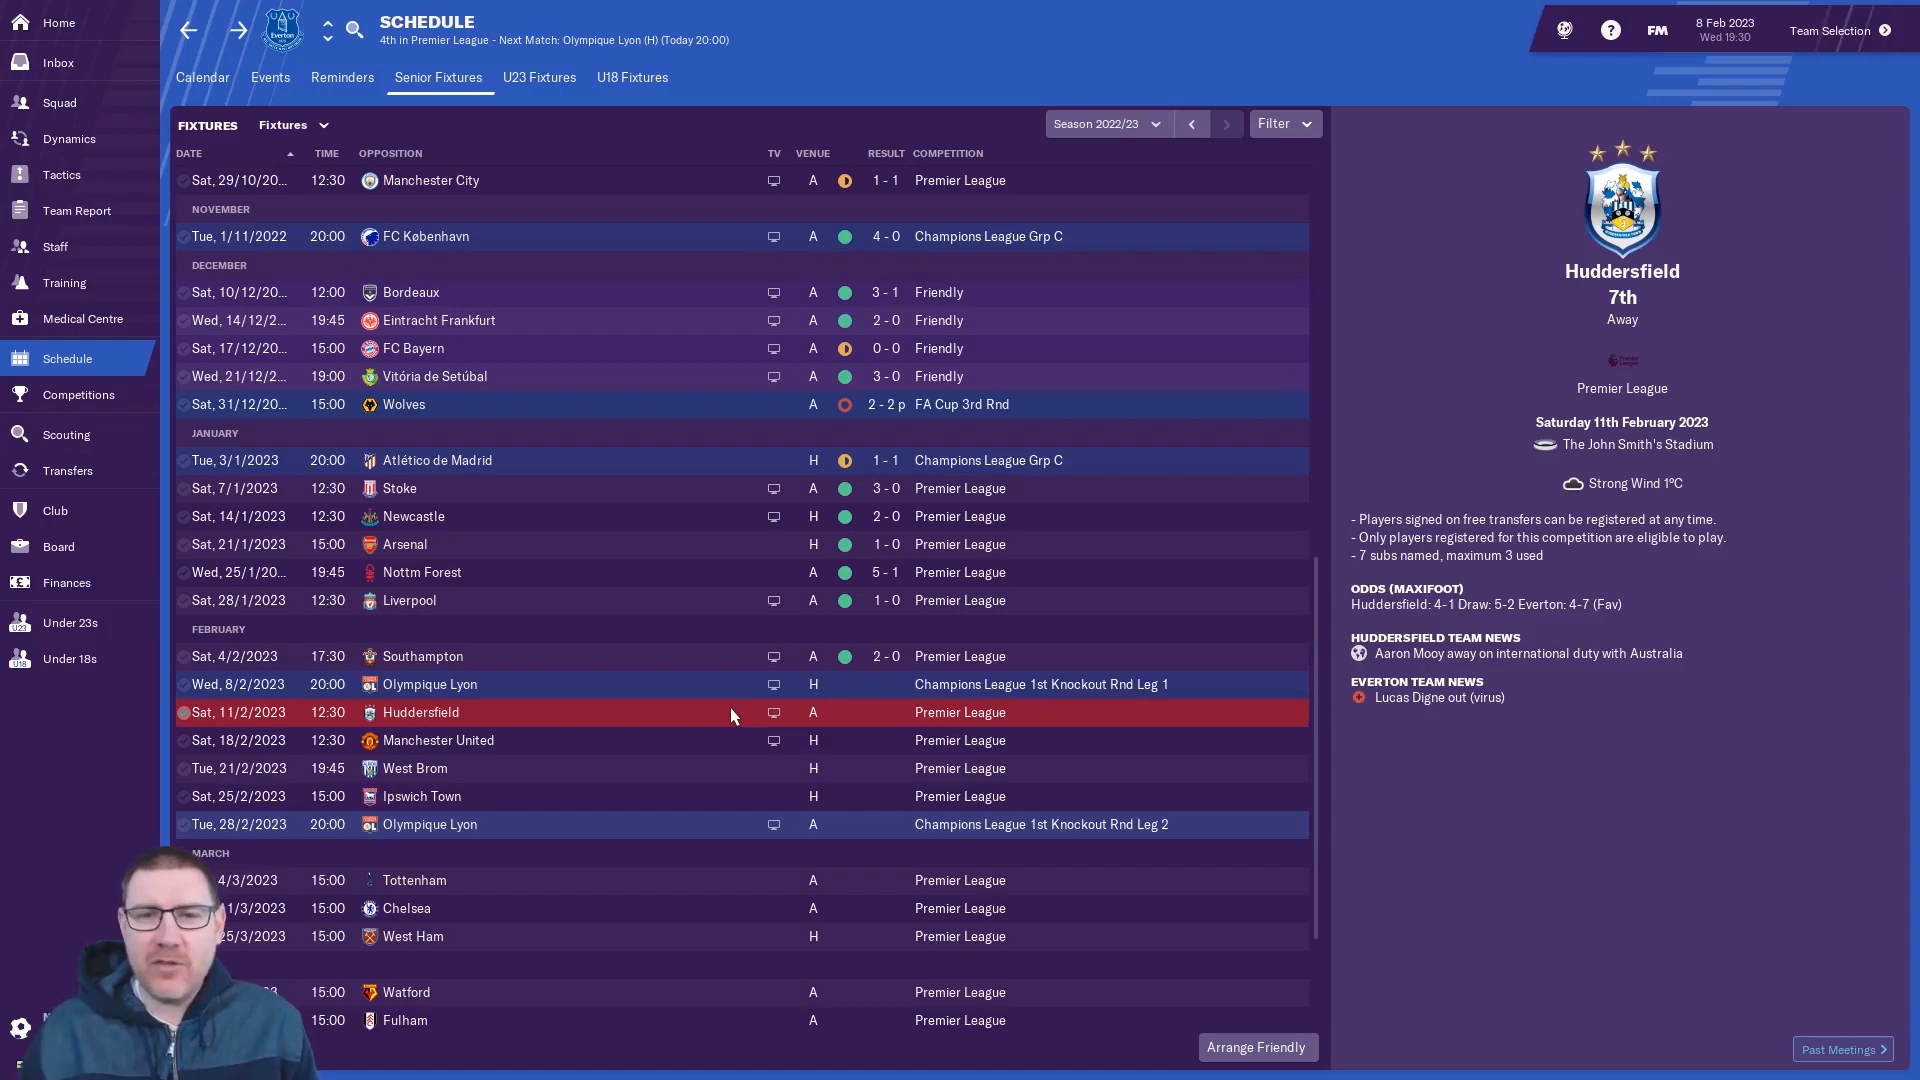 Home
Inbox
Squad
Dynamics
Tactics
Team Report
Staff
Training
Medical Centre
Schedule
Competitions
Scouting
Transfers
Club
Board
Finances
U23
Under 23s
U18
Under 18s
Everton
SCHEDULE
4th in Premier League - Next Match: Olympique Lyon (H) (Today 20:00)
FM
8 Feb 2023
Wed 19:30
Team Selection
Calendar Events Reminders Senior Fixtures U23 Fixtures U18 Fixtures
FIXTURES Fixtures
Season 2022/23
Filter
DATE TIME OPPOSITION TV VENUE RESULT COMPETITION
Sat, 29/10/20... 12:30 Manchester City A 1 - 1 Premier League
NOVEMBER
Tue, 1/11/2022 20:00 FC København A 4 - 0 Champions League Grp C
DECEMBER
Sat, 10/12/20... 12:00 Bordeaux A 3 - 1 Friendly
Wed, 14/12/2... 19:45 Eintracht Frankfurt A 2 - 0 Friendly
Sat, 17/12/20... 15:00 FC Bayern A 0 - 0 Friendly
Wed, 21/12/2... 19:00 Vitória de Setúbal A 3 - 0 Friendly
Sat, 31/12/20... 15:00 Wolves A 2 - 2 p FA Cup 3rd Rnd
JANUARY
Tue, 3/1/2023 20:00 Atlético de Madrid H 1 - 1 Champions League Grp C
Sat, 7/1/2023 12:30 Stoke A 3 - 0 Premier League
Sat, 14/1/2023 12:30 Newcastle H 2 - 0 Premier League
Sat, 21/1/2023 15:00 Arsenal H 1 - 0 Premier League
Wed, 25/1/20... 19:45 Nottm Forest A 5 - 1 Premier League
Sat, 28/1/2023 12:30 Liverpool A 1 - 0 Premier League
FEBRUARY
Sat, 4/2/2023 17:30 Southampton A 2 - 0 Premier League
Wed, 8/2/2023 20:00 Olympique Lyon H Champions League 1st Knockout Rnd Leg 1
Sat, 11/2/2023 12:30 Huddersfield A Premier League
Sat, 18/2/2023 12:30 Manchester United H Premier League
Tue, 21/2/2023 19:45 West Brom H Premier League
Sat, 25/2/2023 15:00 Ipswich Town H Premier League
Tue, 28/2/2023 20:00 Olympique Lyon A Champions League 1st Knockout Rnd Leg 2
MARCH
4/3/2023 15:00 Tottenham A Premier League
1/3/2023 15:00 Chelsea A Premier League
25/3/2023 15:00 West Ham H Premier League
15:00 Watford A Premier League
15:00 Fulham A Premier League
Arrange Friendly
Huddersfield
7th
Away
Premier League
Saturday 11th February 2023
The John Smith's Stadium
Strong Wind 1ºC
- Players signed on free transfers can be registered at any time.
- Only players registered for this competition are eligible to play.
- 7 subs named, maximum 3 used
ODDS (MAXIFOOT)
Huddersfield: 4-1 Draw: 5-2 Everton: 4-7 (Fav)
HUDDERSFIELD TEAM NEWS
Aaron Mooy away on international duty with Australia
EVERTON TEAM NEWS
Lucas Digne out (virus)
Past Meetings